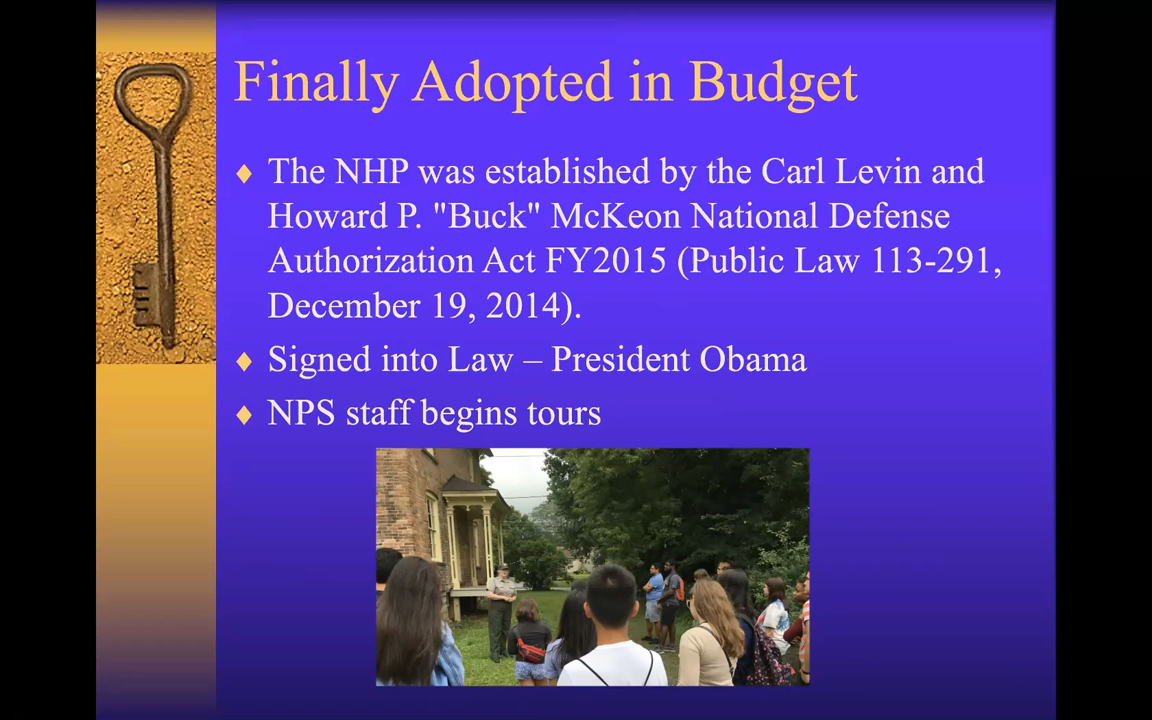 Finally Adopted in Budget
The NHP was established by the Carl Levin and
Howard P. "Buck" McKeon National Defense
Authorization Act FY2015 (Public Law 113-291,
December 19, 2014).
Signed into Law – President Obama
NPS staff begins tours